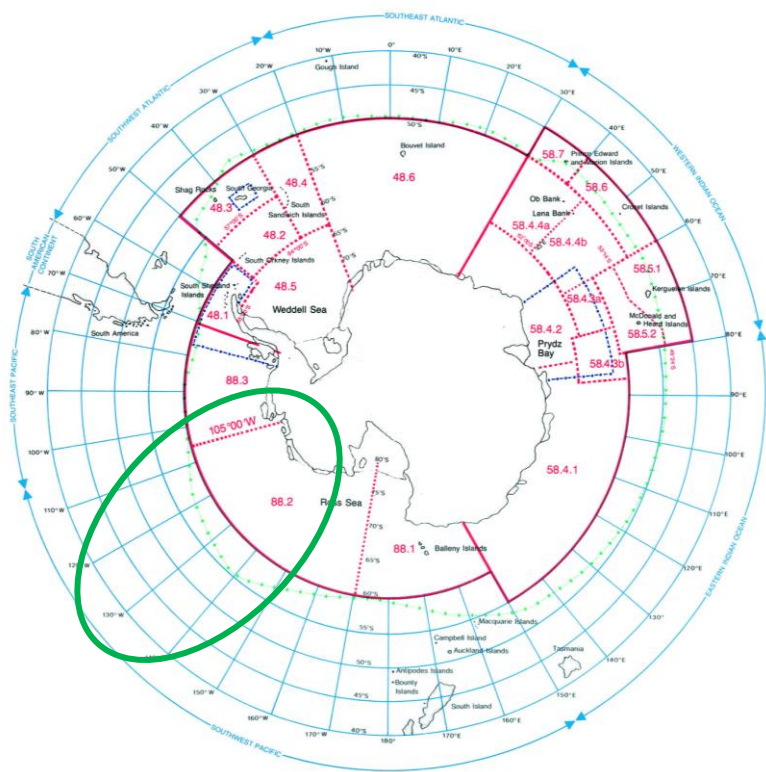 SOUTHEAST ATLANTIC
SOUTHWEST ATLANTIC
WESTERN INDIAN OCEAN
EASTERN INDIAN OCEAN
SOUTHWEST PACIFIC
SOUTHEAST PACIFIC
SOUTH AMERICAN CONTINENT
10°W
0°
40°S
10°E
Gough Island
20°W
45°S
20°E
30°W
30°E
40°W
50°S
40°E
50°W
50°E
60°W
60°E
70°W
70°E
80°W
80°E
90°W
90°E
100°W
100°E
110°W
110°E
120°W
120°E
130°W
130°
140°E
150°W
150°E
160°W
160°E
170°W
170°E
180°
Bouvet Island
48.6
58.7
Prince Edward
and Marion Islands
58.6
Crozet Islands
Ob Bank
Lena Bank
58.4.4a
58.4.4b
58.5.1
Kerguelen Islands
McDonald and
Heard Islands
58.5.2
58.4.3a
58.4.2
Prydz
Bay
58.4.3b
58.4.1
Shag Rocks
South Georgia
48.3
48.4
South
Sandwich Islands
48.2
55°S
60°S
65°S
70°S
South Orkney Islands
48.5
Weddell Sea
South Shetland
Islands
48.1
South America
88.3
105°00'W
88.2
Ross Sea
80°S
75°S
70°S
65°S
60°S
88.1
Balleny Islands
55°S
50°S
45°S
40°S
Macquarie Islands
Campbell Island
Auckland Islands
Antipodes Islands
Bounty
Islands
South Island
Tasmania